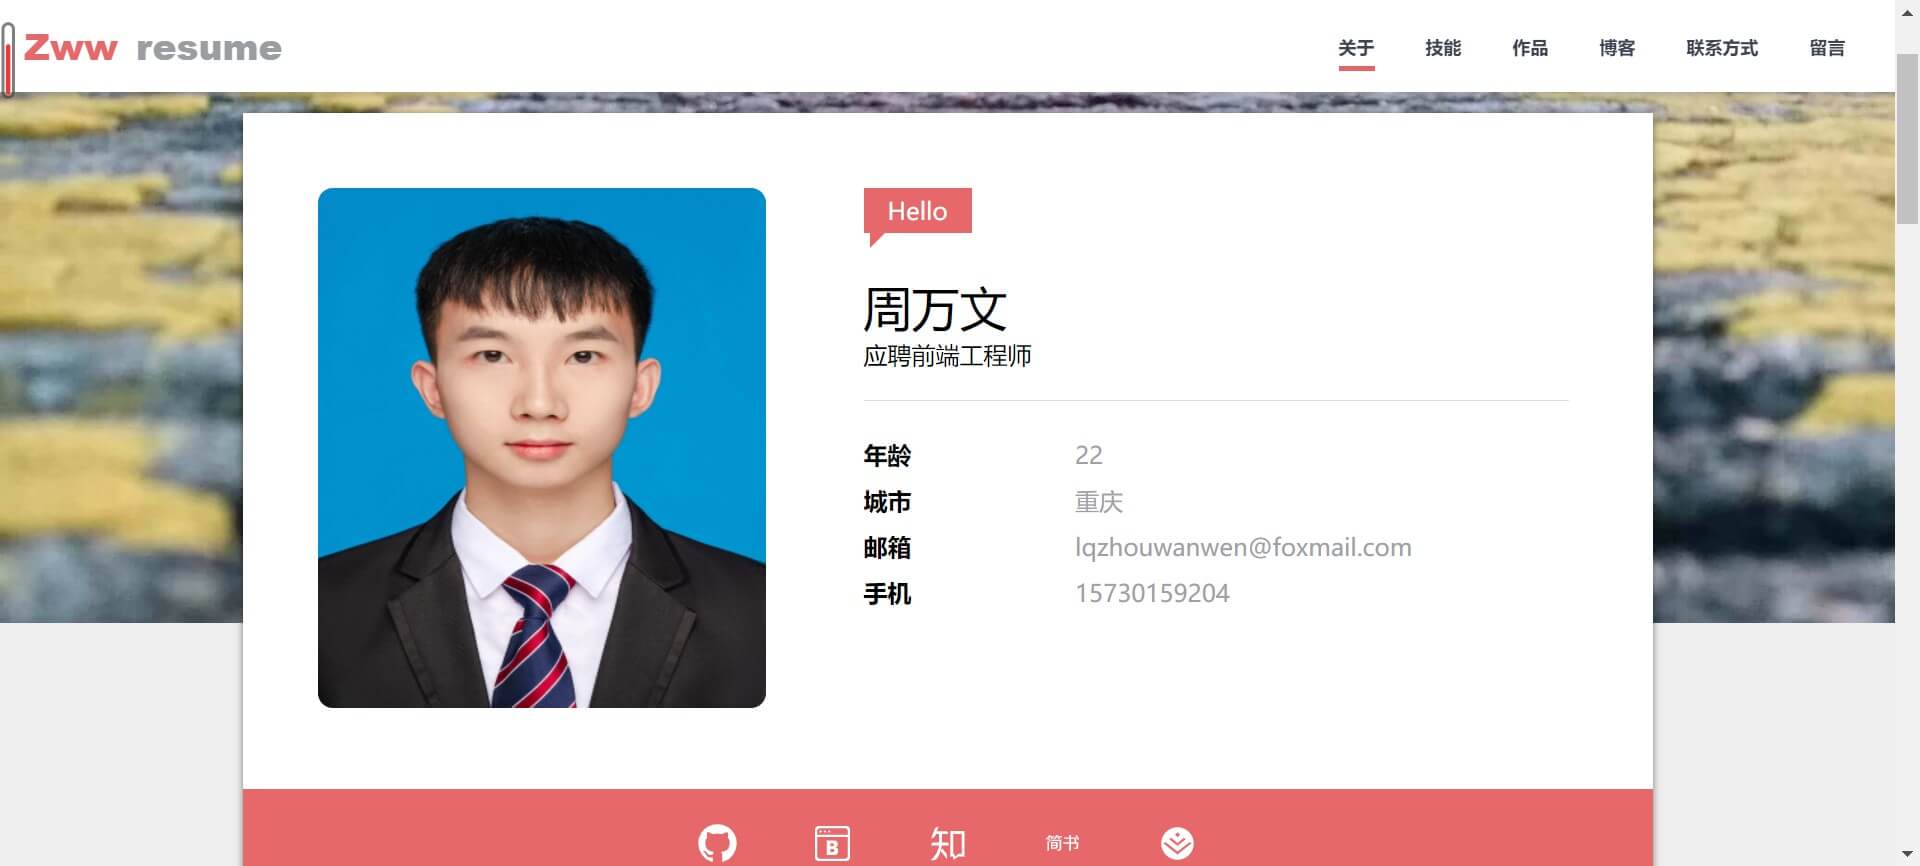 Zww resume
关于 技能 作品 博客 联系方式 留言
Hello
周万文
应聘前端工程师
年龄 22
城市 重庆
邮箱 lqzhouwanwen@foxmail.com
手机 15730159204
B 知 简书